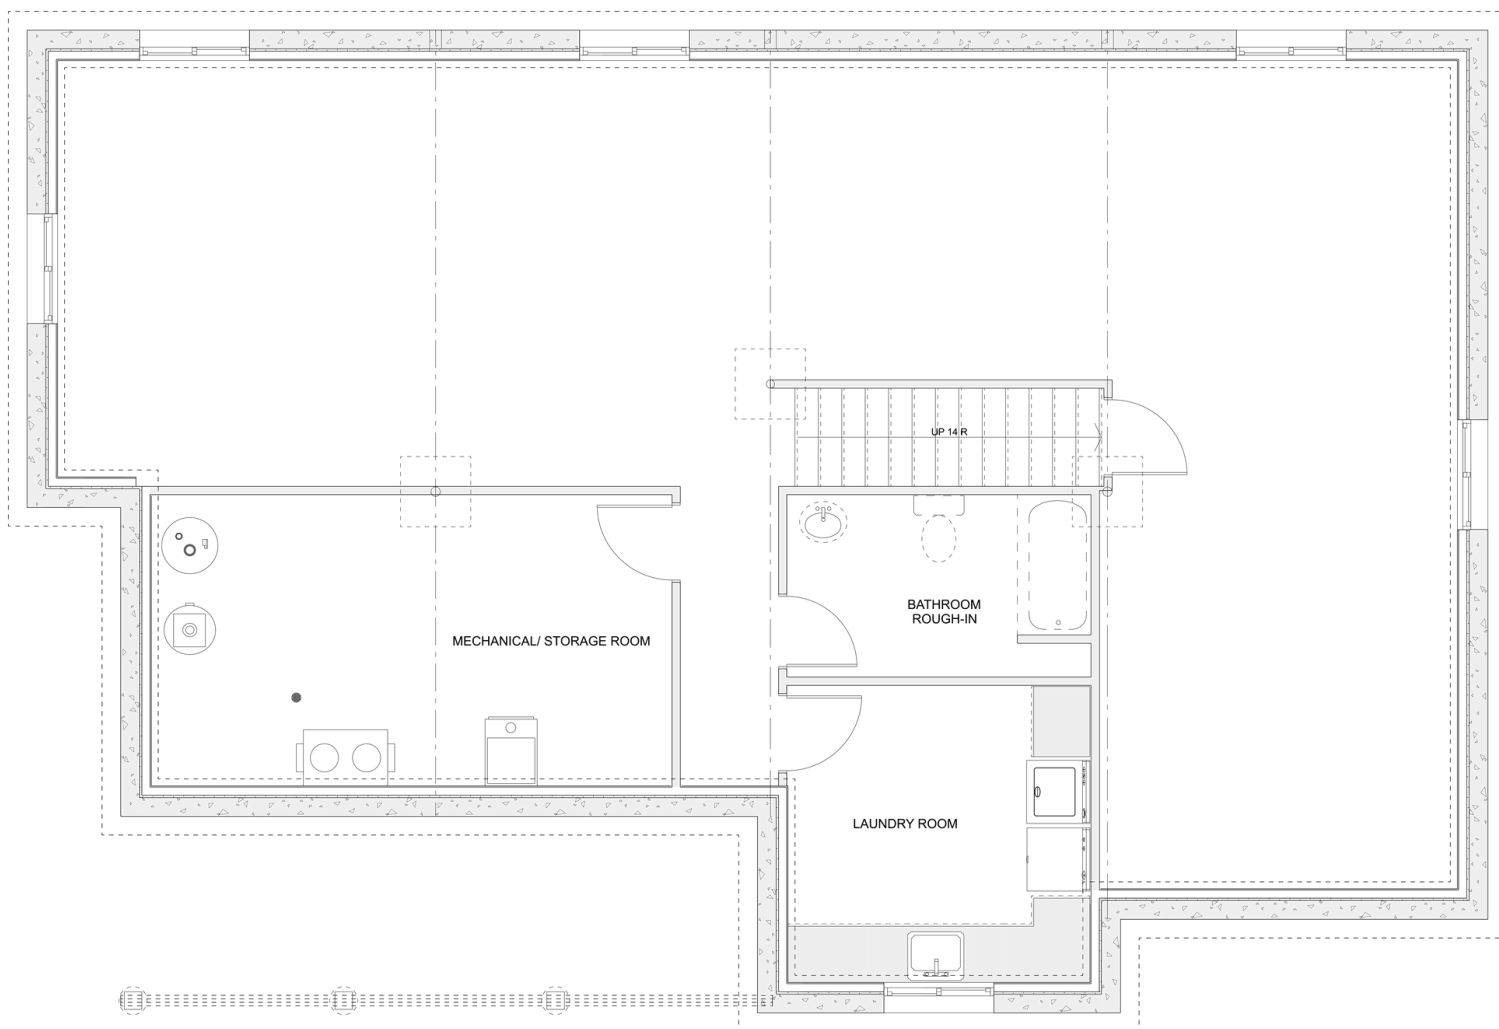 UP 14 R
BATHROOM
ROUGH-IN
MECHANICAL/ STORAGE ROOM
LAUNDRY ROOM